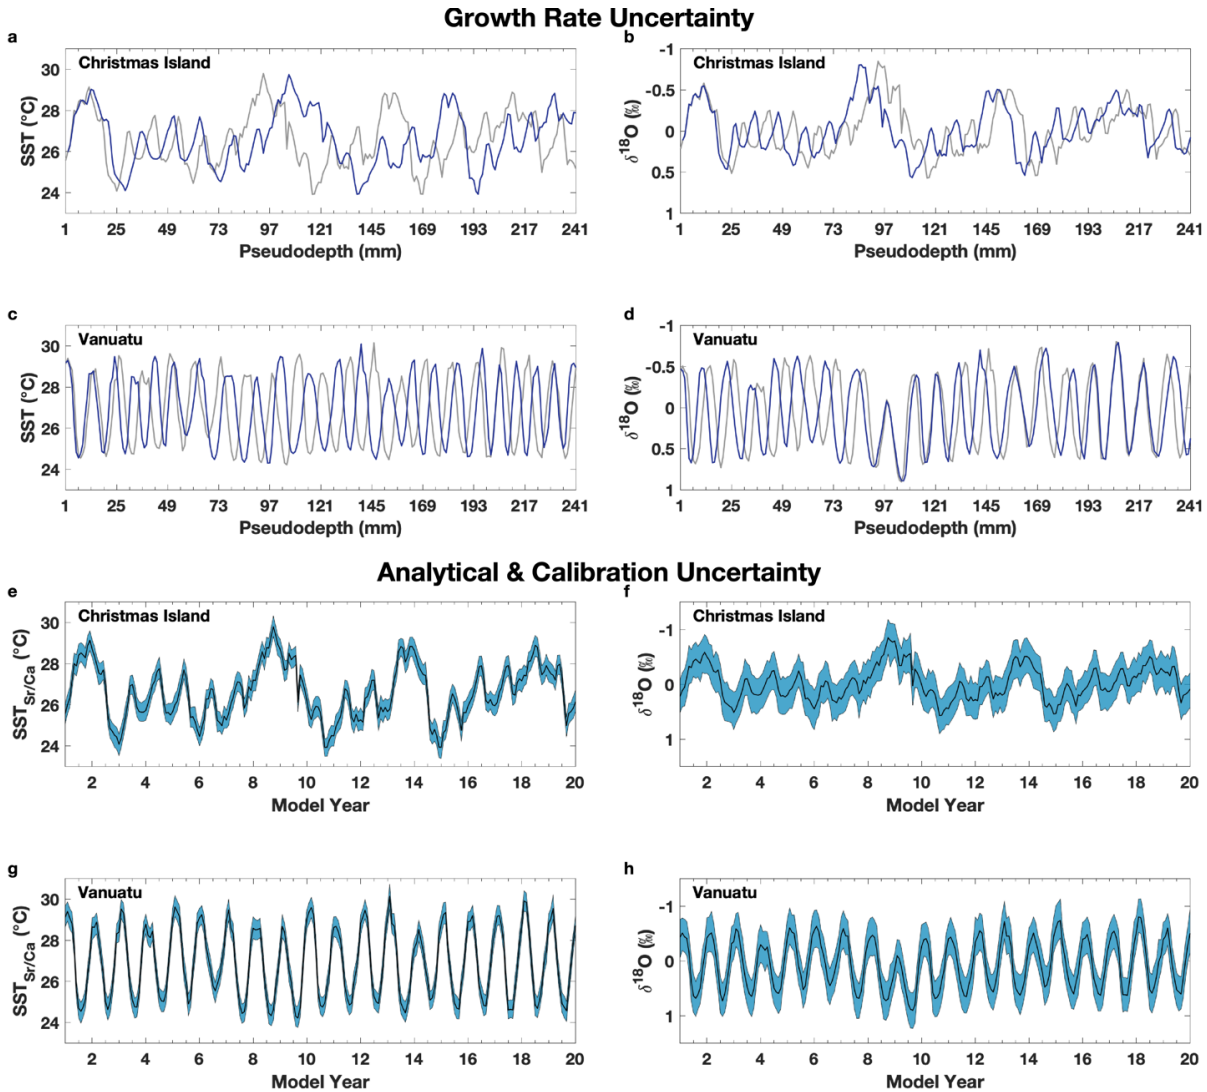 Growth Rate Uncertainty
a
Christmas Island
SST (°C)
30
28
26
24
1 25 49 73 97 121 145 169 193 217 241
Pseudodepth (mm)
b
Christmas Island
δ18O (‰)
-1
-0.5
0
0.5
1
1 25 49 73 97 121 145 169 193 217 241
Pseudodepth (mm)
c
Vanuatu
SST (°C)
30
28
26
24
1 25 49 73 97 121 145 169 193 217 241
Pseudodepth (mm)
d
Vanuatu
δ18O (‰)
-1
-0.5
0
0.5
1
1 25 49 73 97 121 145 169 193 217 241
Pseudodepth (mm)
Analytical & Calibration Uncertainty
e
Christmas Island
SSTSr/Ca (°C)
30
28
26
24
2 4 6 8 10 12 14 16 18 20
Model Year
f
Christmas Island
δ18O (‰)
-1
0
1
2 4 6 8 10 12 14 16 18 20
Model Year
g
Vanuatu
SSTSr/Ca (°C)
30
28
26
24
2 4 6 8 10 12 14 16 18 20
Model Year
h
Vanuatu
δ18O (‰)
-1
0
1
2 4 6 8 10 12 14 16 18 20
Model Year